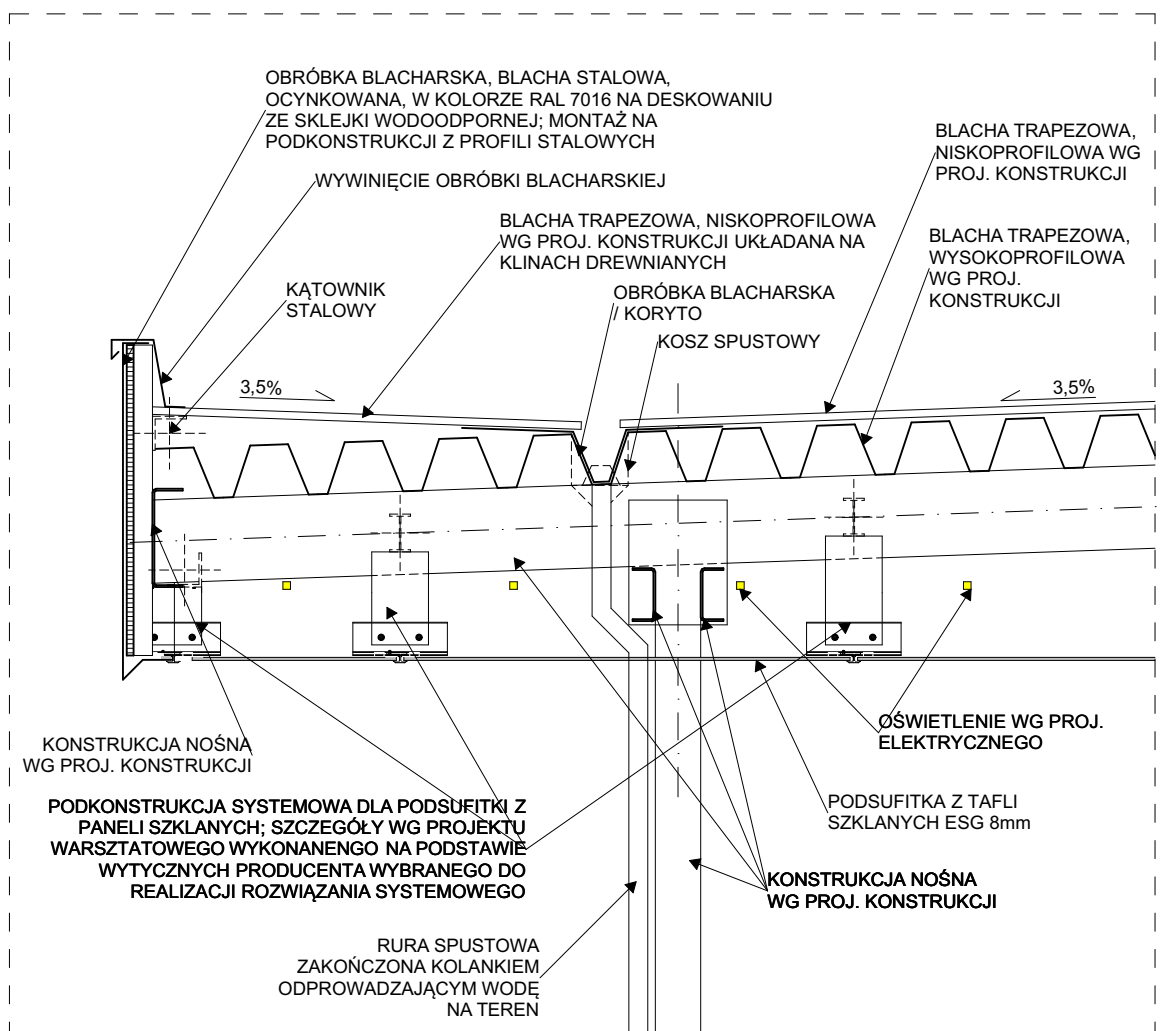 OBRÓBKA BLACHARSKA, BLACHA STALOWA,
OCYNKOWANA, W KOLORZE RAL 7016 NA DESKOWANIU
ZE SKLEJKI WODOODPORNEJ; MONTAŻ NA
PODKONSTRUKCJI Z PROFILI STALOWYCH
WYWINIĘCIE OBRÓBKI BLACHARSKIEJ
BLACHA TRAPEZOWA, NISKOPROFILOWA
WG PROJ. KONSTRUKCJI UKŁADANA NA
KLINACH DREWNIANYCH
BLACHA TRAPEZOWA,
NISKOPROFILOWA WG
PROJ. KONSTRUKCJI
BLACHA TRAPEZOWA,
WYSOKOPROFILOWA
WG PROJ.
KONSTRUKCJI
KĄTOWNIK
STALOWY
OBRÓBKA BLACHARSKA
/ KORYTO
KOSZ SPUSTOWY
3,5%
3,5%
KONSTRUKCJA NOŚNA
WG PROJ. KONSTRUKCJI
PODKONSTRUKCJA SYSTEMOWA DLA PODSUFITKI Z
PANELI SZKLANYCH; SZCZEGÓŁY WG PROJEKTU
WARSZTATOWEGO WYKONANENGO NA PODSTAWIE
WYTYCZNYCH PRODUCENTA WYBRANEGO DO
REALIZACJI ROZWIĄZANIA SYSTEMOWEGO
OŚWIETLENIE WG PROJ.
ELEKTRYCZNEGO
PODSUFITKA Z TAFLI
SZKLANYCH ESG 8mm
KONSTRUKCJA NOŚNA
WG PROJ. KONSTRUKCJI
RURA SPUSTOWA
ZAKOŃCZONA KOLANKIEM
ODPROWADZAJĄCYM WODĘ
NA TEREN